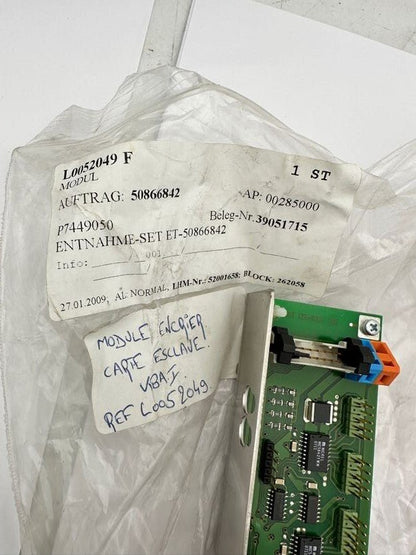 L0052049 F
MODUL
1 ST
AUFTRAG: 50866842
AP: 00285000
P7449050
Beleg-Nr.39051715
ENTNAHME-SET ET-50866842
Info: 001
27.01.2009, AL NORMAL, LHM-Nr.: 52001658; BLOCK: 262058
MODULE ENCRIER.
CARTE ESCLAVE.
REF L0052049.